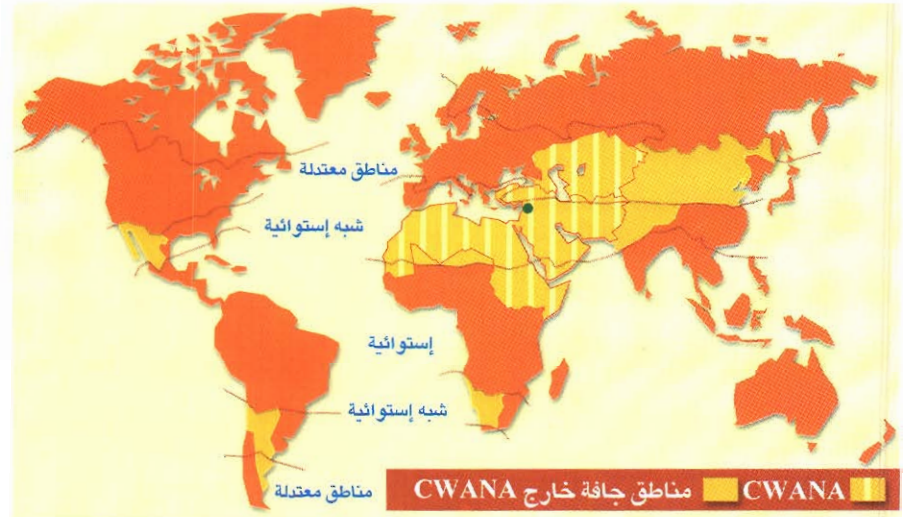 مناطق معتدلة
شبه إستوائية
إستوائية
شبه إستوائية
مناطق معتدلة
CWANA مناطق جافة خارج CWANA